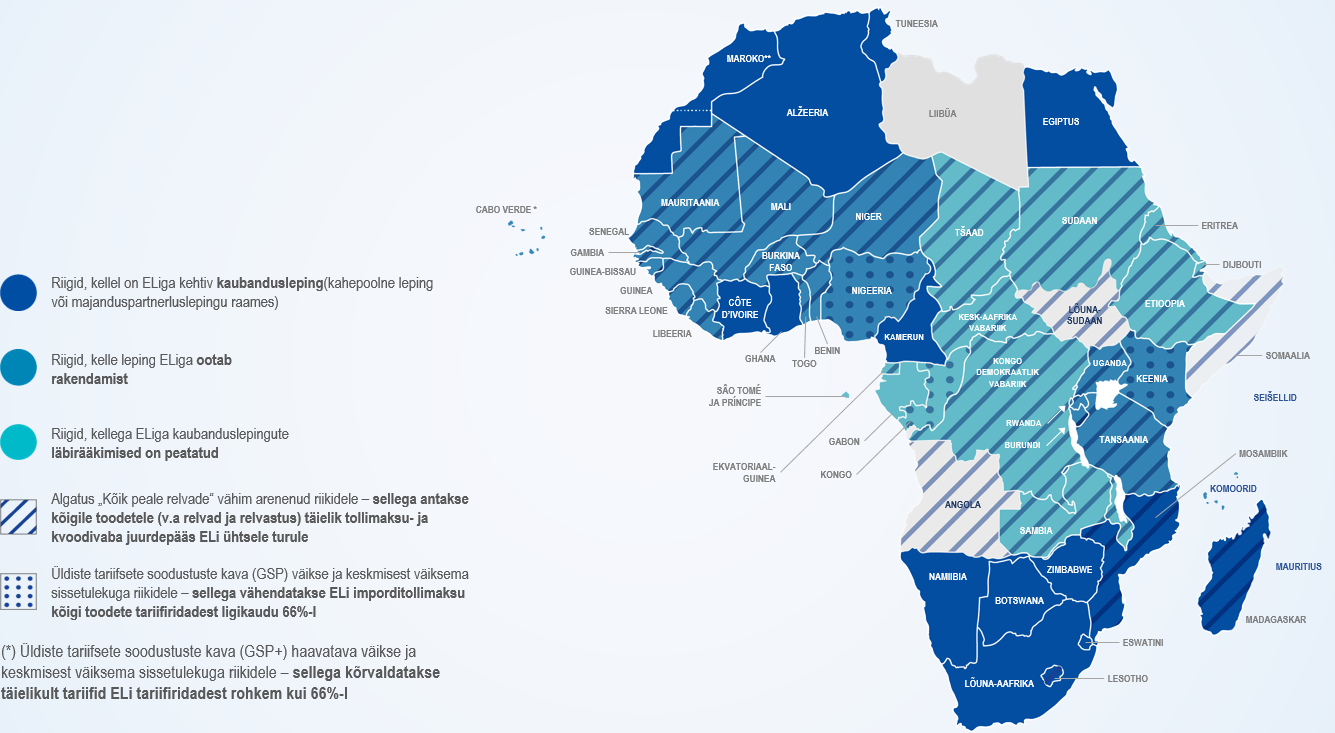 TUNEESIA
MAROKO**
ALŽEERIA
LIIBÜA
EGIPTUS
MAURITAANIA
MALI
NIGER
TŠAAD
SUDAAN
ERITREA
CABO VERDE *
SENEGAL
GAMBIA
GUINEA-BISSAU
GUINEA
SIERRA LEONE
LIBEERIA
BURKINA
FASO
NIGEERIA
CÔTE
D'IVOIRE
GHANA
TOGO
BENIN
KAMERUN
KESK-AAFRIKA
VABARIIK
LÕUNA-
SUDAAN
ETIOOPIA
DJIBOUTI
SOMAALIA
UGANDA
KEENIA
KONGO
DEMOKRAATLIK
VABARIIK
SÃO TOMÉ
JA PRÍNCIPE
GABON
EKVATORIAAL-
GUINEA
KONGO
RWANDA
BURUNDI
TANSAANIA
SEIŠELLID
MOSAMBIIK
KOMOORID
ANGOLA
SAMBIA
MAURITIUS
NAMIIBIA
ZIMBABWE
BOTSWANA
MADAGASKAR
ESWATINI
LESOTHO
LÕUNA-AAFRIKA
Riigid, kellel on ELiga kehtiv kaubandusleping(kahepoolne leping
või majanduspartnerluslepingu raames)
Riigid, kelle leping ELiga ootab
rakendamist
Riigid, kellega ELiga kaubanduslepingute
läbirääkimised on peatatud
Algatus „Kõik peale relvade“ vähim arenenud riikidele – sellega antakse
kõigile toodetele (v.a relvad ja relvastus) täielik tollimaksu- ja
kvoodivaba juurdepääs ELi ühtsele turule
Üldiste tariifsete soodustuste kava (GSP) väikse ja keskmisest väiksema
sissetulekuga riikidele – sellega vähendatakse ELi imporditollimaksu
kõigi toodete tariifiridadest ligikaudu 66%-l
(*) Üldiste tariifsete soodustuste kava (GSP+) haavatava väikse ja
keskmisest väiksema sissetulekuga riikidele – sellega kõrvaldatakse
täielikult tariifid ELi tariifiridadest rohkem kui 66%-l